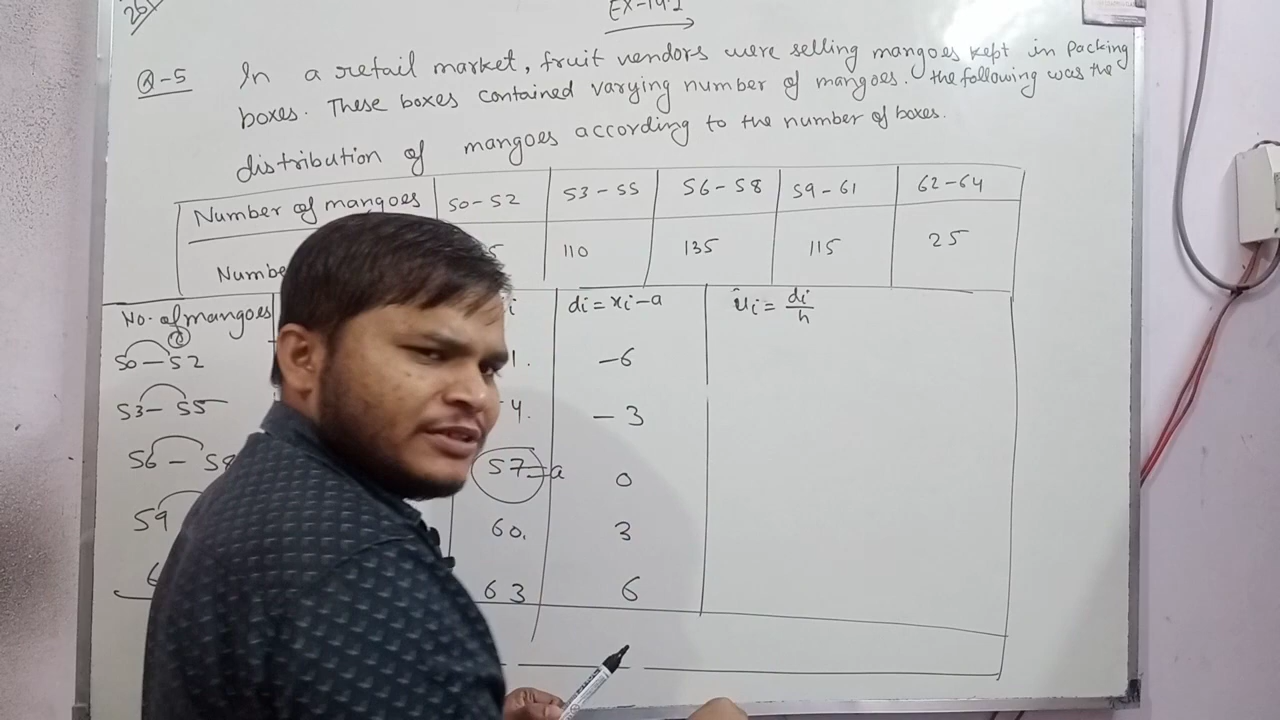 Ex-14.1
Q-5 In a retail market, fruit vendors were selling mangoes kept in packing
boxes. These boxes contained varying number of mangoes. the following was the
distribution of mangoes according to the number of boxes.
Number of mangoes 50-52 53-55 56-58 59-61 62-64
110 135 115 25
No. of mangoes di = xi - a ui = di/h
50-52 -6
53-55 -3
56-58 57 = a 0
59 60. 3
63 6